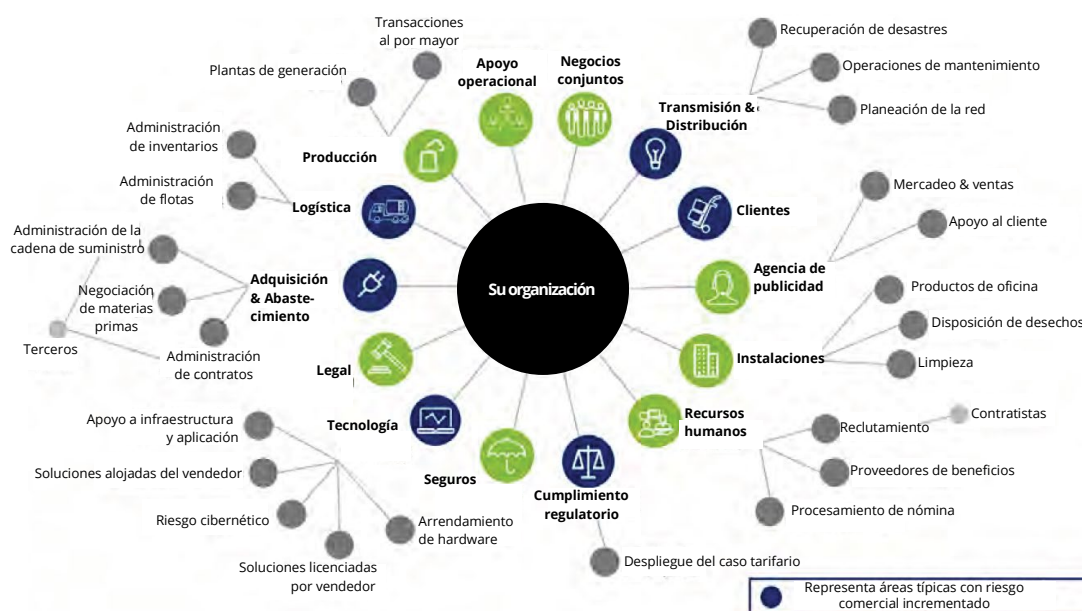 Transacciones
al por mayor
Plantas de generación
Apoyo
operacional
Negocios
conjuntos
Transmisión &
Distribución
Recuperación de desastres
Operaciones de mantenimiento
Planeación de la red
Administración
de inventarios
Producción
Administración
de flotas
Logística
Clientes
Mercadeo & ventas
Apoyo al cliente
Administración de la
cadena de suministro
Adquisición
& Abaste-
cimiento
Negociación
de materias
primas
Terceros
Administración
de contratos
Su organización
Agencia de
publicidad
Productos de oficina
Disposición de desechos
Instalaciones
Limpieza
Legal
Recursos
humanos
Contratistas
Reclutamiento
Proveedores de beneficios
Procesamiento de nómina
Apoyo a infraestructura
y aplicación
Tecnología
Soluciones alojadas del vendedor
Seguros
Cumplimiento
regulatorio
Riesgo cibernético
Arrendamiento
de hardware
Soluciones licenciadas
por vendedor
Despliegue del caso tarifario
Representa áreas típicas con riesgo
comercial incrementado